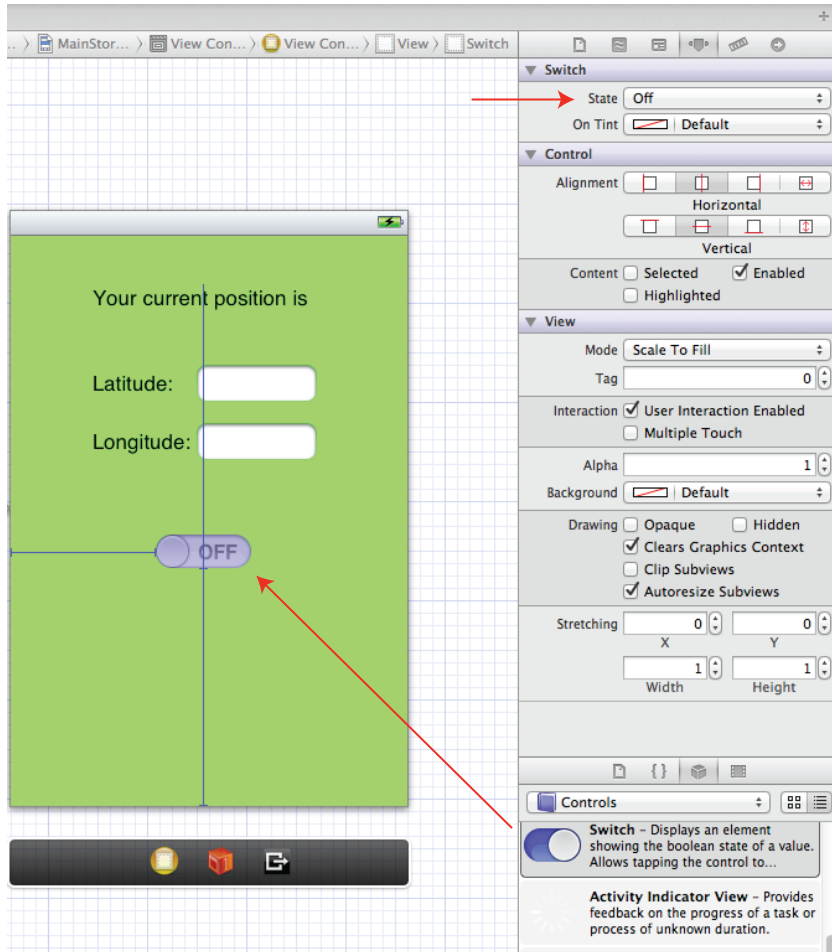 .. MainStor... View Con... View Con... View Switch
Switch
State Off
On Tint Default
Control
Alignment
Horizontal
Vertical
Content Selected Enabled
Highlighted
View
Mode Scale To Fill
Tag 0
Interaction User Interaction Enabled
Multiple Touch
Alpha 1
Background Default
Drawing Opaque Hidden
Clears Graphics Context
Clip Subviews
Autoresize Subviews
Stretching 0 0
X Y
1 1
Width Height
Your current position is
Latitude:
Longitude:
OFF
{ }
Controls
Switch – Displays an element
showing the boolean state of a value.
Allows tapping the control to...
Activity Indicator View – Provides
feedback on the progress of a task or
process of unknown duration.